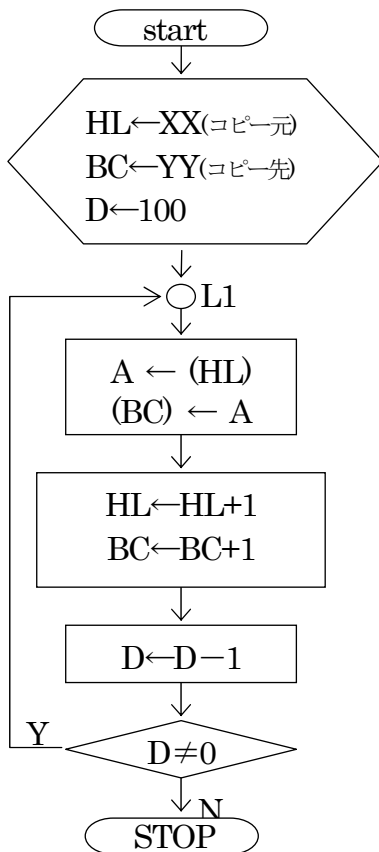 start
HL←XX(コピー元)
BC←YY(コピー先)
D←100
L1
A ← (HL)
(BC) ← A
HL←HL+1
BC←BC+1
D←D－1
Y
D≠0
N
STOP